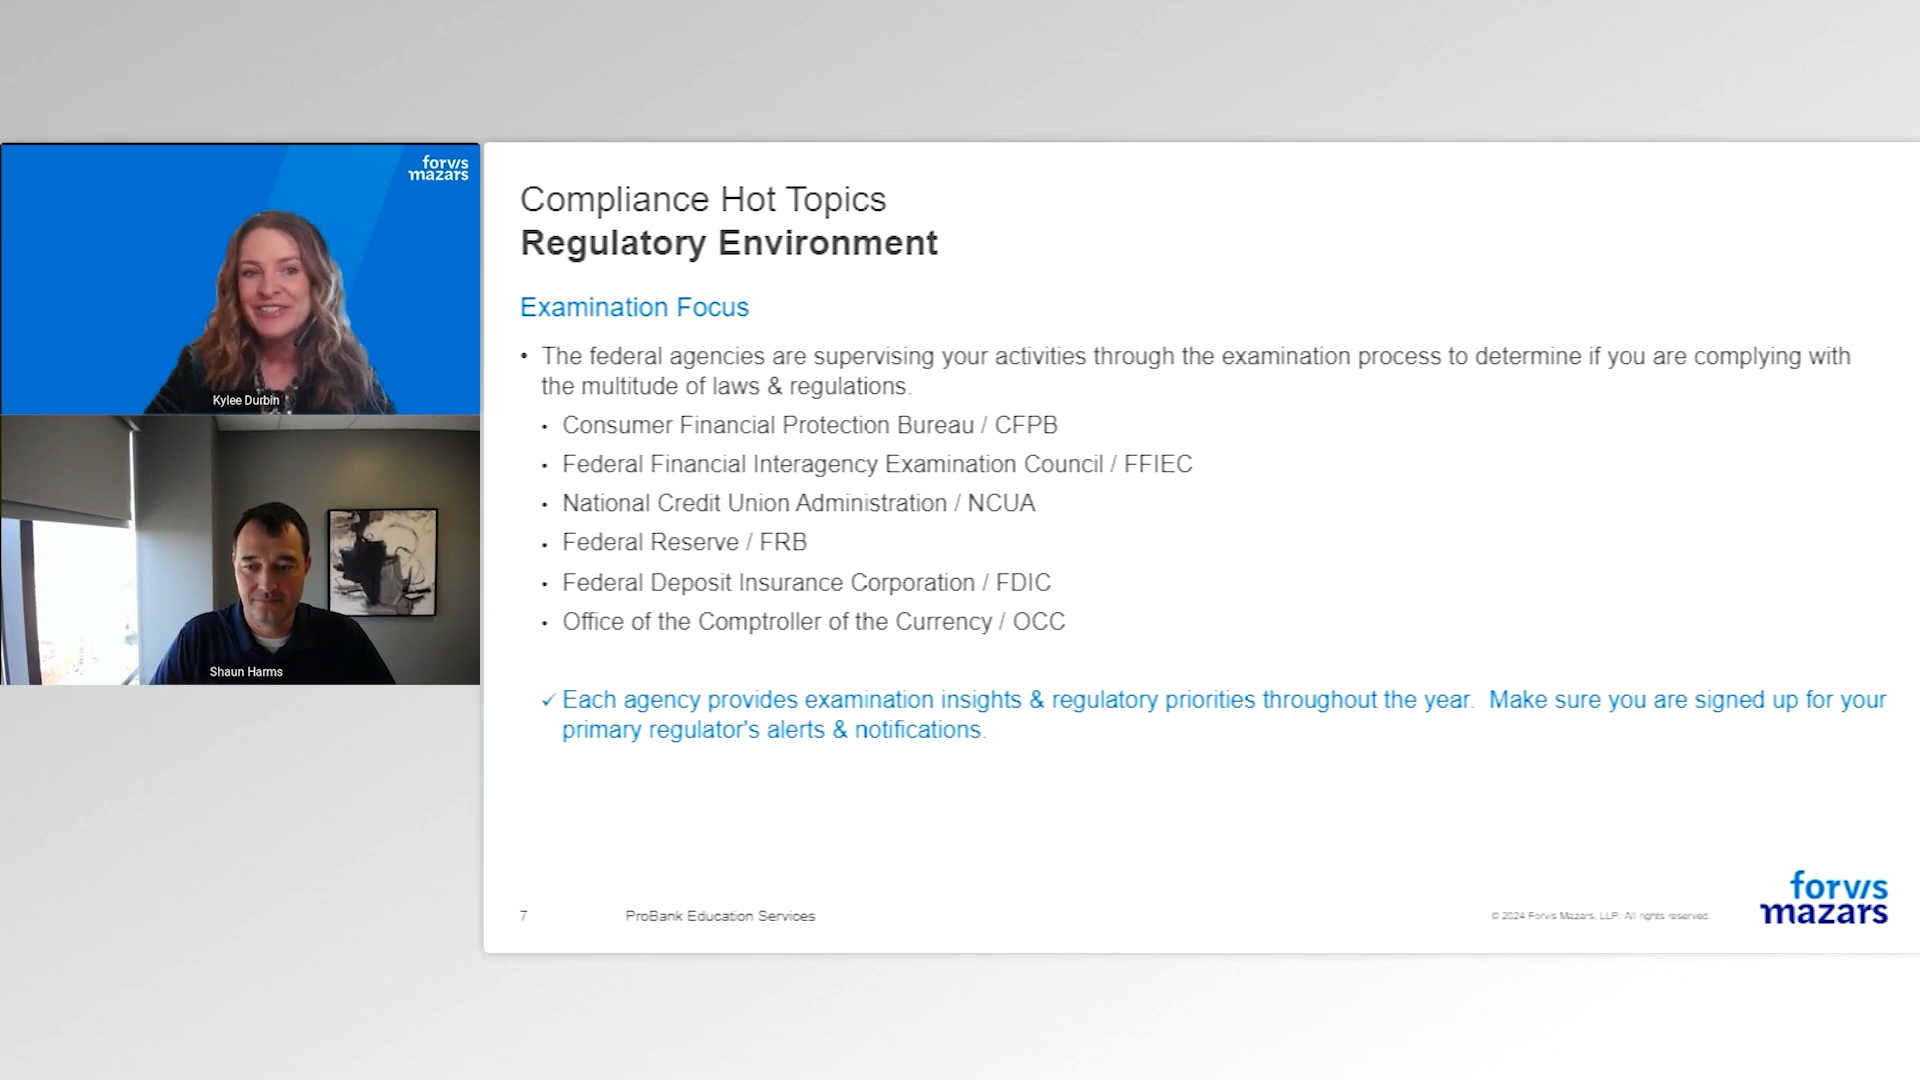 forvis
mazars
Kylee Durbin
Shaun Harms
Compliance Hot Topics
Regulatory Environment
Examination Focus
• The federal agencies are supervising your activities through the examination process to determine if you are complying with
the multitude of laws & regulations.
• Consumer Financial Protection Bureau / CFPB
• Federal Financial Interagency Examination Council / FFIEC
• National Credit Union Administration / NCUA
• Federal Reserve / FRB
• Federal Deposit Insurance Corporation / FDIC
• Office of the Comptroller of the Currency / OCC
✓ Each agency provides examination insights & regulatory priorities throughout the year. Make sure you are signed up for your
primary regulator's alerts & notifications.
7 ProBank Education Services © 2024 Forvis Mazars, LLP. All rights reserved.
forvis
mazars